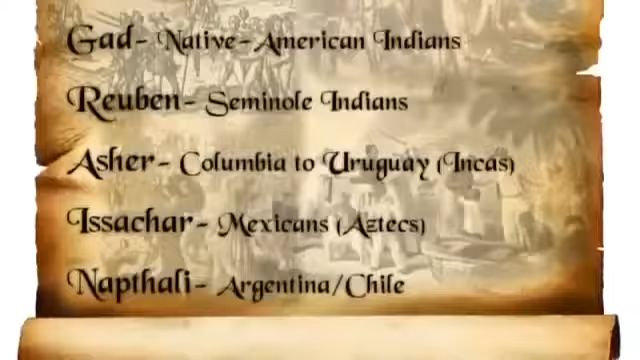 Gad- Native-American Indians
Reuben- Seminole Indians
Asher- Columbia to Uruguay (Incas)
Issachar- Mexicans (Aztecs)
Napthali- Argentina/Chile